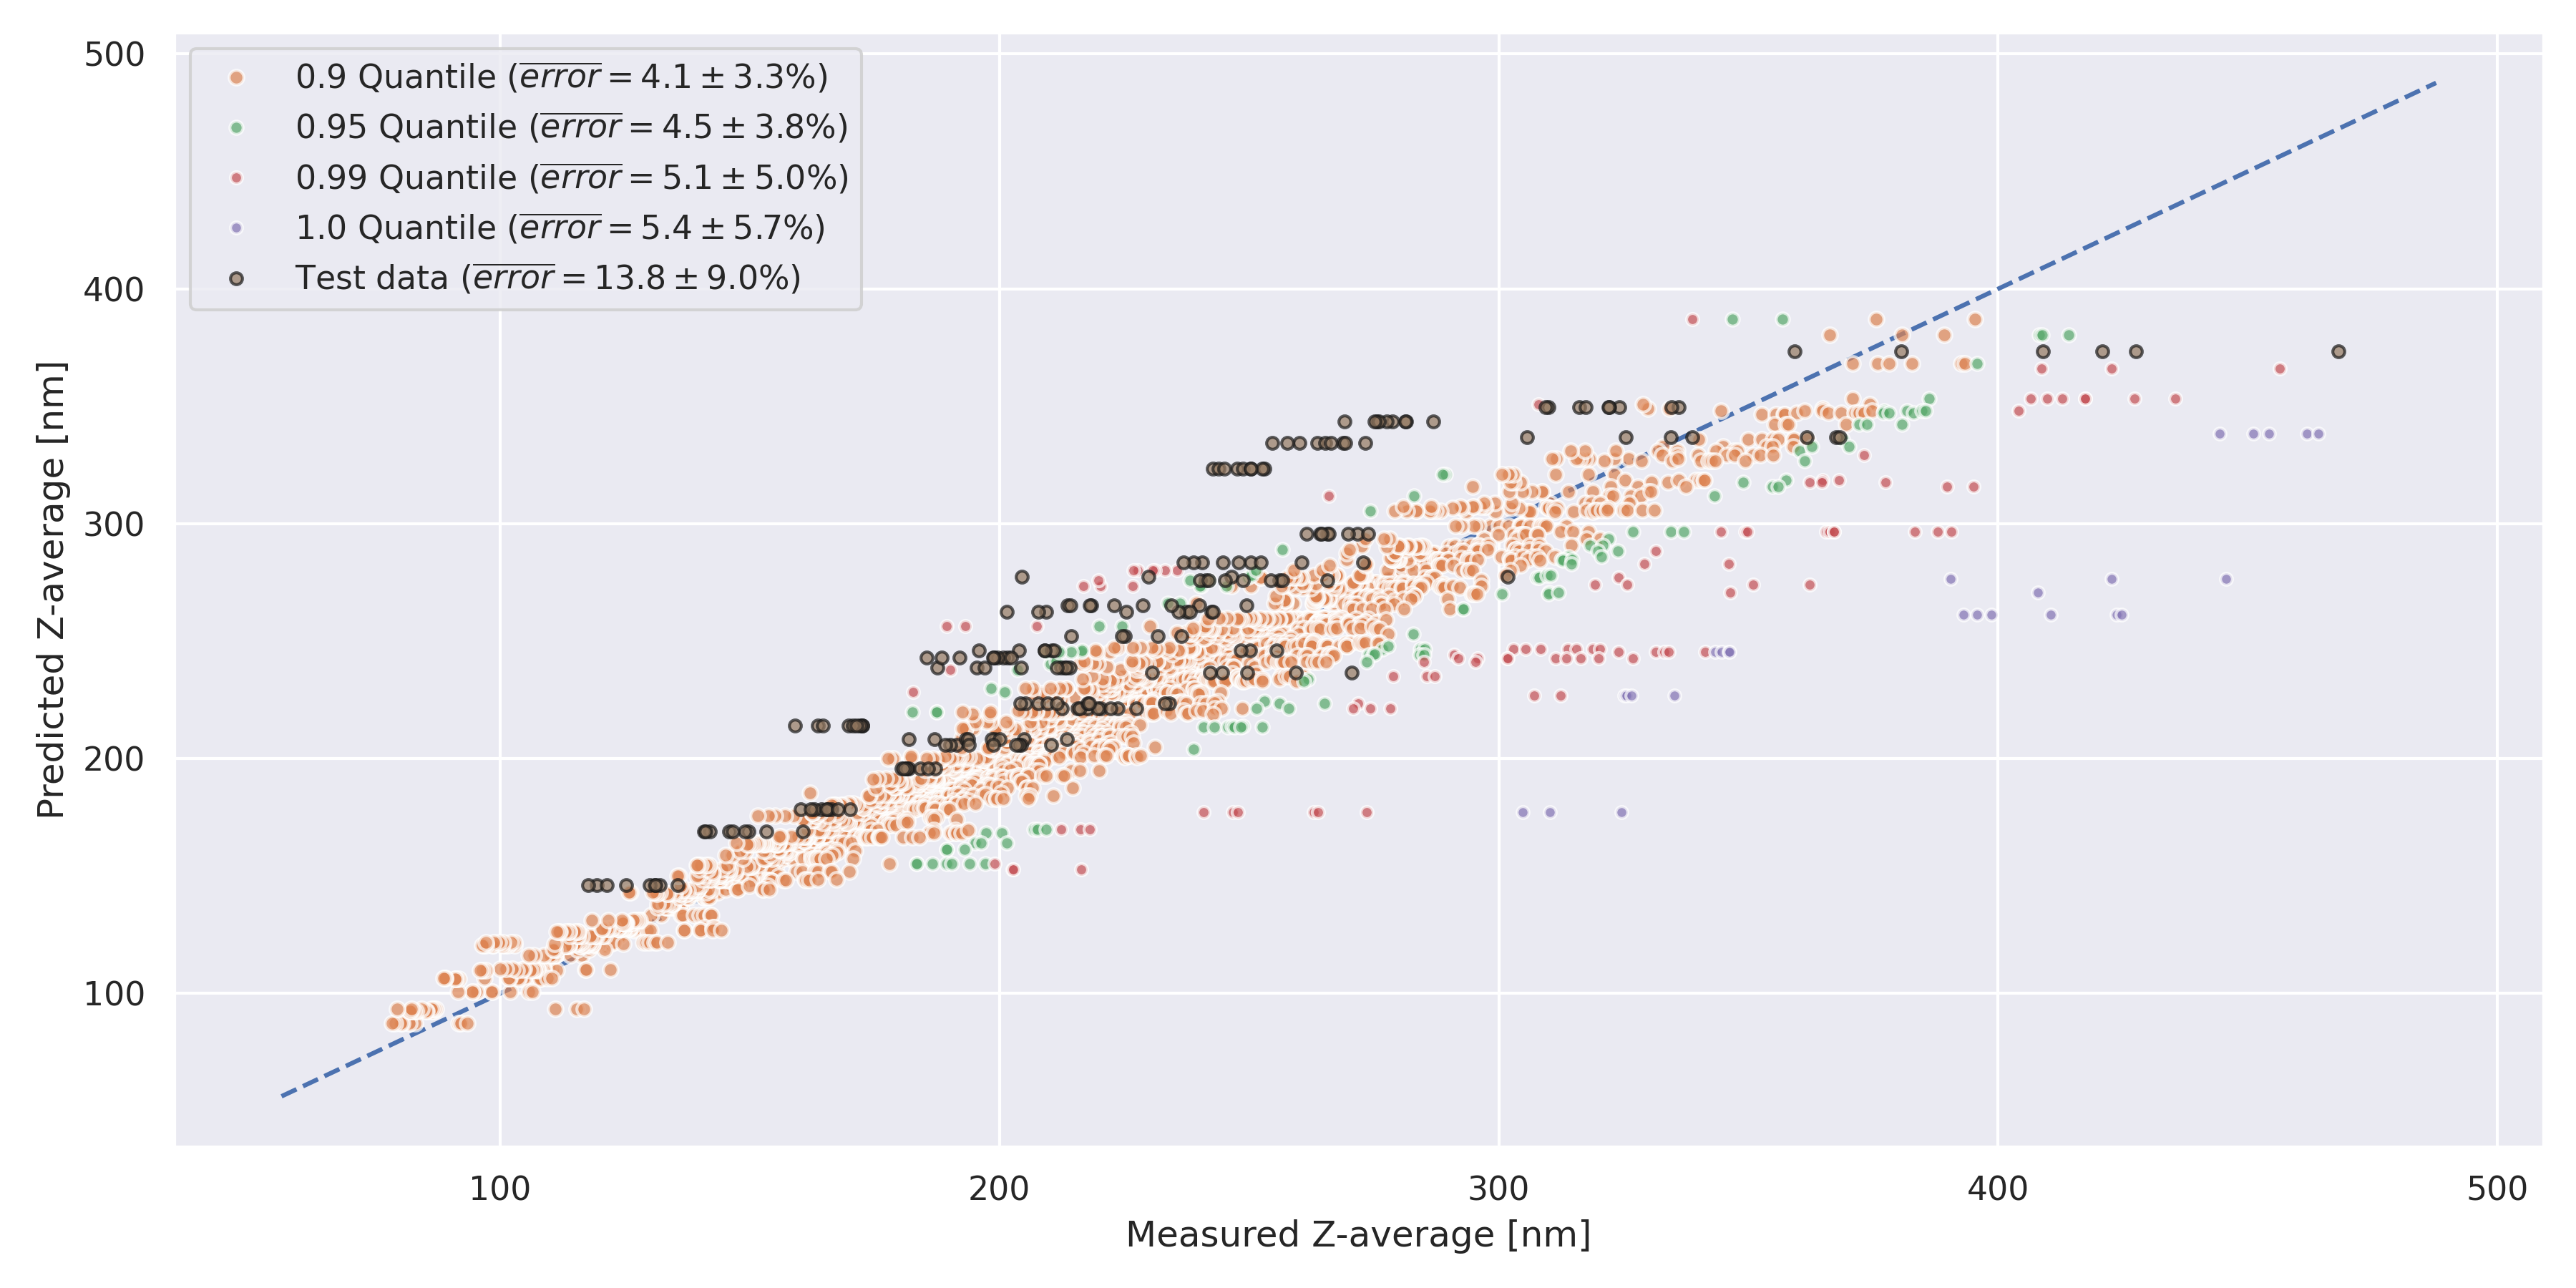 0.9 Quantile (error = 4.1 ± 3.3%)
0.95 Quantile (error = 4.5 ± 3.8%)
0.99 Quantile (error = 5.1 ± 5.0%)
1.0 Quantile (error = 5.4 ± 5.7%)
Test data (error = 13.8 ± 9.0%)
500
400
300
200
100
Predicted Z-average [nm]
100 200 300 400 500
Measured Z-average [nm]